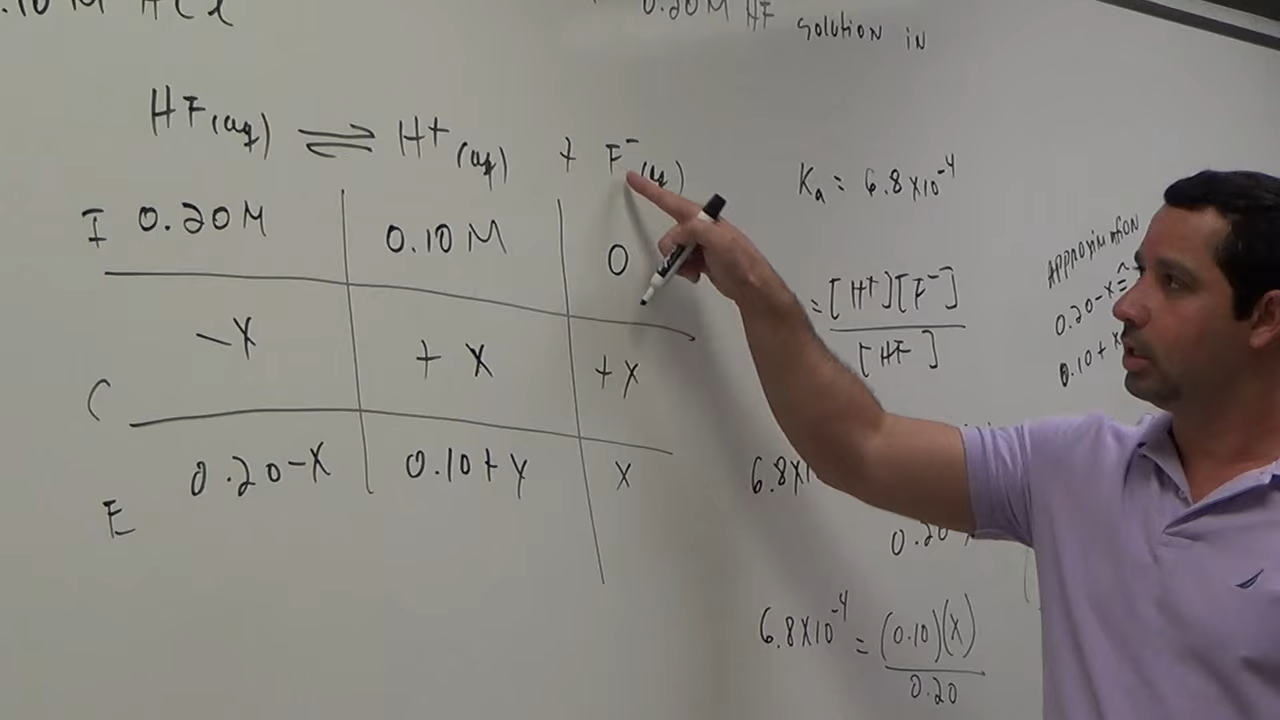 .10 M HCl
0.20M HF solution in
HF(aq) ⇌ H⁺(aq) + F⁻(aq)
I 0.20M 0.10M 0
C -X +X +X
E 0.20-X 0.10+X X
Ka = 6.8X10⁻⁴
= [H⁺][F⁻]
[HF]
Approximation
0.20-X ≈
0.10+X
6.8X1
0.20
6.8X10⁻⁴ = (0.10)(X)
0.20